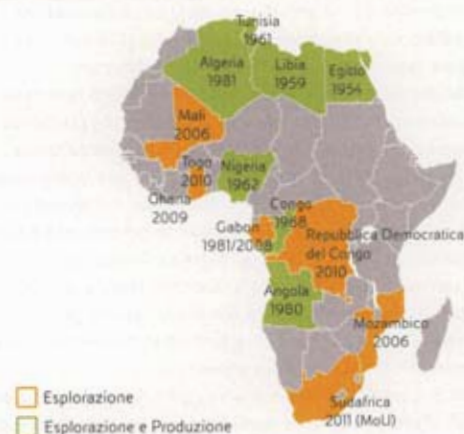 Tunisia
1961
Algeria
1981
Libia
1959
Egitto
1954
Mali
2006
Togo
2010
Nigeria
1962
Ghana
2009
Congo
1968
Gabon
1981/2008
Repubblica Democratica
del Congo
2010
Angola
1980
Mozambico
2006
Sudafrica
2011 (MoU)
Esplorazione
Esplorazione e Produzione